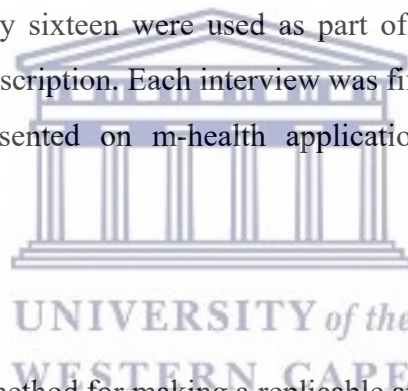 y sixteen were used as part of
scription. Each interview was fi
sented on m-health applicatio
UNIVERSITY of the
WESTERN CAPE
method for making a replicable